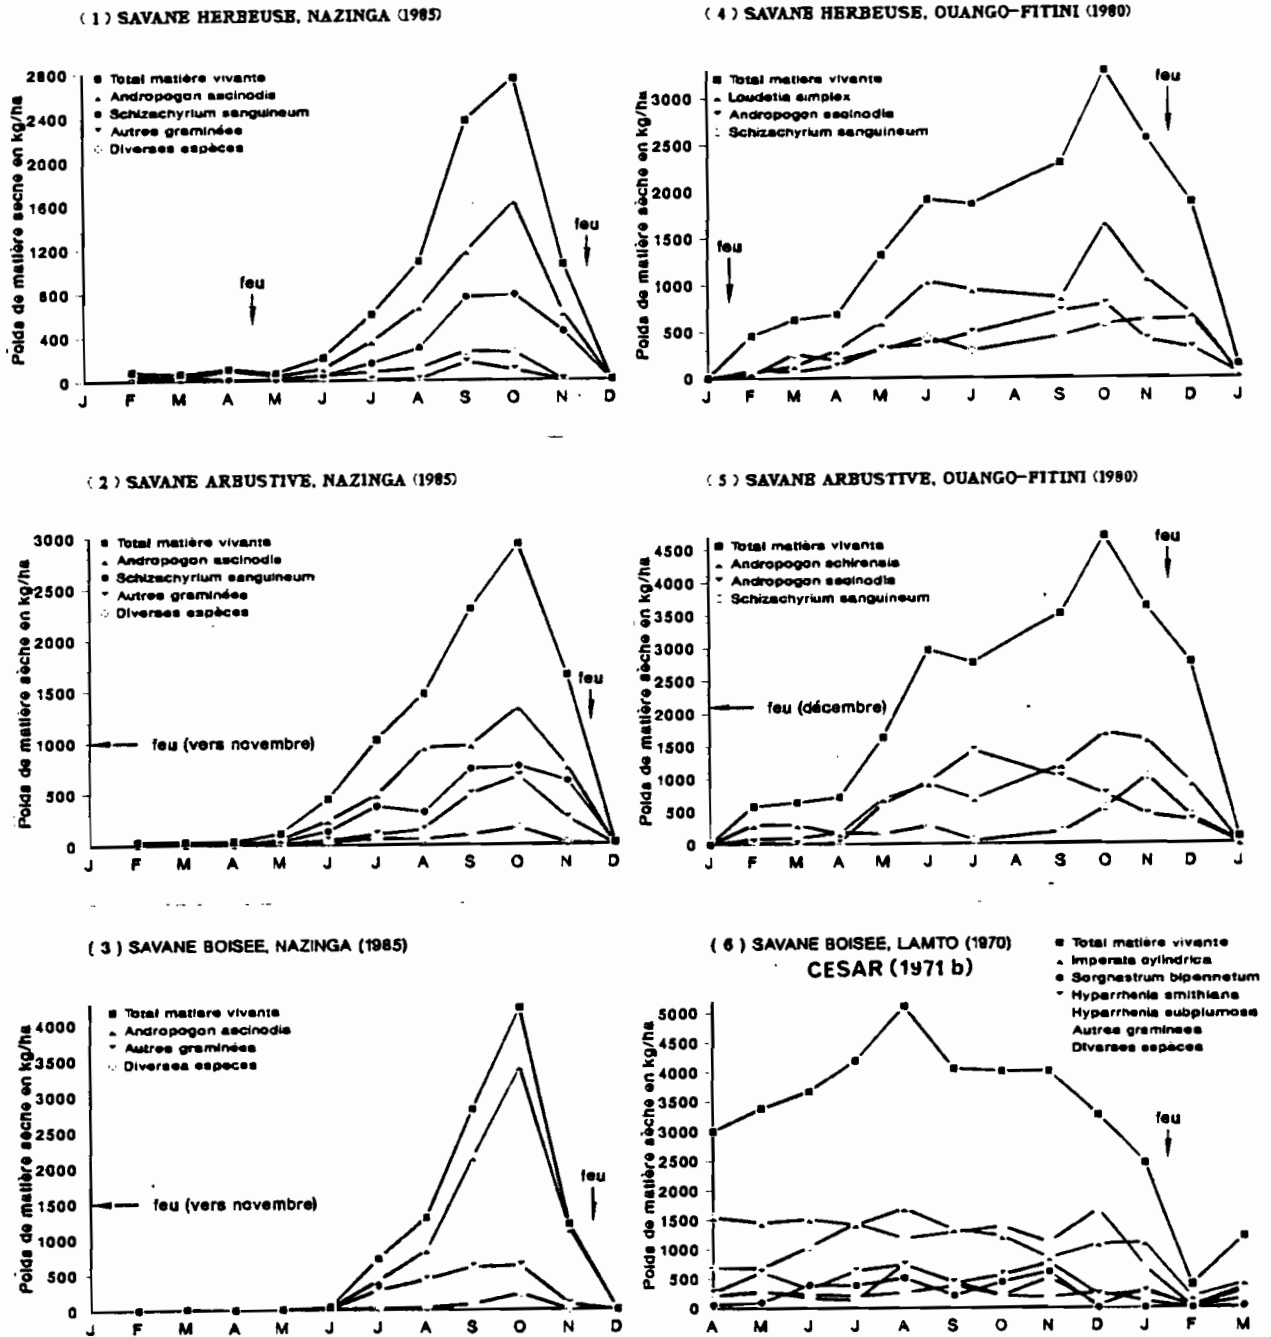 ( 1 ) SAVANE HERBEUSE, NAZINGA (1985)
Poids de matière sèche en kg/ha
2800
2400
2000
1600
1200
800
400
0
Total matière vivante
Andropogon ascinodis
Schizachyrium sanguineum
Autres graminées
Diverses espèces
feu
feu
J F M A M J J A S O N D
( 4 ) SAVANE HERBEUSE, OUANGO-FITINI (1980)
Poids de matière sèche en kg/ha
3000
2500
2000
1500
1000
500
0
Total matière vivante
Loudetia simplex
Andropogon ascinodis
Schizachyrium sanguineum
feu
feu
J F M A M J J A S O N D J
( 2 ) SAVANE ARBUSTIVE, NAZINGA (1985)
Poids de matière sèche en kg/ha
3000
2500
2000
1500
1000
500
0
Total matière vivante
Andropogon ascinodis
Schizachyrium sanguineum
Autres graminées
Diverses espèces
feu
feu (vers novembre)
J F M A M J J A S O N D
( 5 ) SAVANE ARBUSTIVE, OUANGO-FITINI (1980)
Poids de matière sèche en kg/ha
4500
4000
3500
3000
2500
2000
1500
1000
500
0
Total matière vivante
Andropogon schirensis
Andropogon ascinodis
Schizachyrium sanguineum
feu
feu (décembre)
J F M A M J J A S O N D J
( 3 ) SAVANE BOISEE, NAZINGA (1985)
Poids de matière sèche en kg/ha
4000
3500
3000
2500
2000
1500
1000
500
0
Total matière vivante
Andropogon ascinodis
Autres graminées
Diverses especes
feu
feu (vers novembre)
J F M A M J J A S O N D
( 6 ) SAVANE BOISEE, LAMTO (1970)
CESAR (1971 b)
Total matière vivante
Imperata cylindrica
Sorgnastrum bipennatum
Hyparrhenia smithiana
Hyparrhenia subplumosa
Autres graminees
Diverses espèces
Poids de matière sèche en kg/ha
5000
4500
4000
3500
3000
2500
2000
1500
1000
500
0
feu
A M J J A S O N D J F M